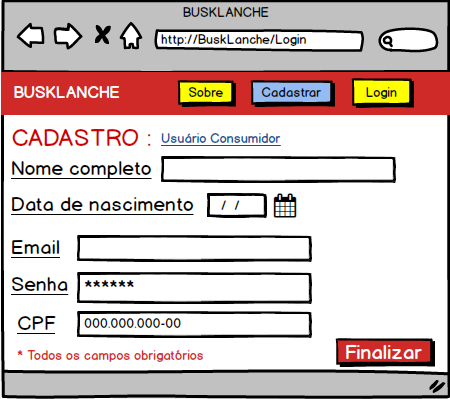 BUSKLANCHE
http://BuskLanche/Login
BUSKLANCHE Sobre Cadastrar Login
CADASTRO : Usuário Consumidor
Nome completo
Data de nascimento / /
Email
Senha ******
CPF 000.000.000-00
* Todos os campos obrigatórios
Finalizar